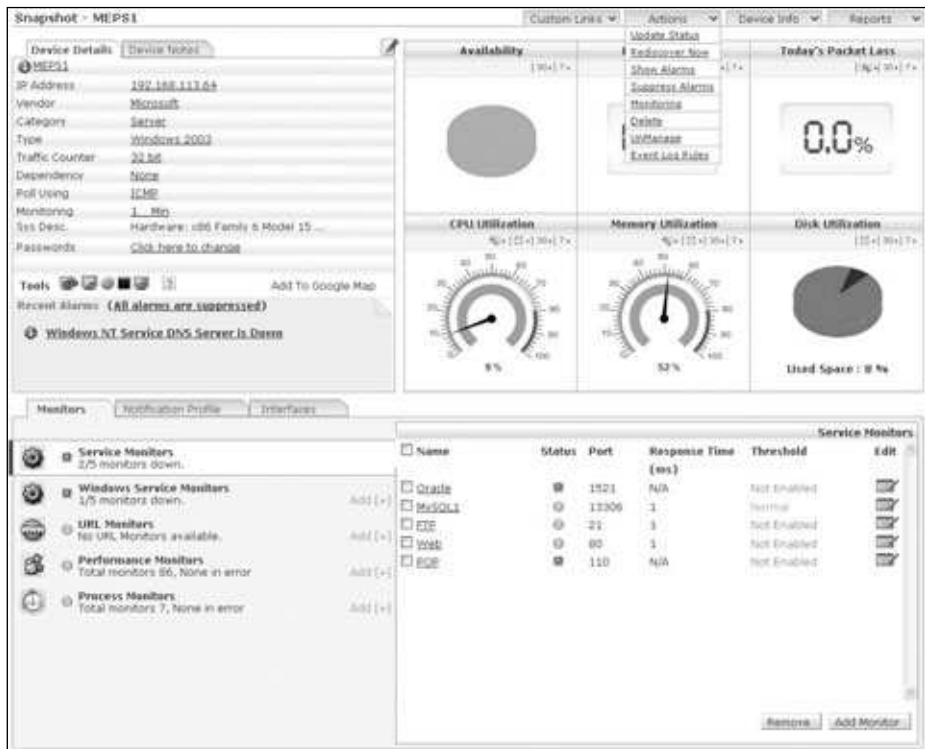 Snapshot - MEPS1
Custom Links
Actions
Device Info
Reports
Update Status
Rediscover Now
Show Alarms
Suppress Alarms
Monitoring
Delete
UnManage
Event Log Rules
Device Details
Device Notes
MEPS1
IP Address 192.168.113.64
Vendor Microsoft
Category Server
Type Windows 2003
Traffic Counter 32 bit
Dependency None
Poll Using ICMP
Monitoring 1 Min
Sys Desc. Hardware: x86 Family 6 Model 15 ...
Passwords Click here to change
Tools
Add To Google Map
Recent Alarms (All alarms are suppressed)
Windows NT Service DNS Server is Down
Availability
Today's Packet Loss
0.0%
CPU Utilization
Memory Utilization
52%
Disk Utilization
Used Space : 8 %
Monitors
Notification Profile
Interfaces
Service Monitors
2/5 monitors down.
Windows Service Monitors
1/5 monitors down.
Add [+]
URL Monitors
No URL Monitors available.
Add [+]
Performance Monitors
Total monitors 86, None in error
Add [+]
Process Monitors
Total monitors 7, None in error
Add [+]
Service Monitors
Name Status Port Response Time (ms) Threshold Edit
Oracle 1521 N/A Not Enabled
MySQL1 13306 1 Normal
FTP 21 Not Enabled
Web 80 1 Not Enabled
POP 110 N/A Not Enabled
Remove
Add Monitor